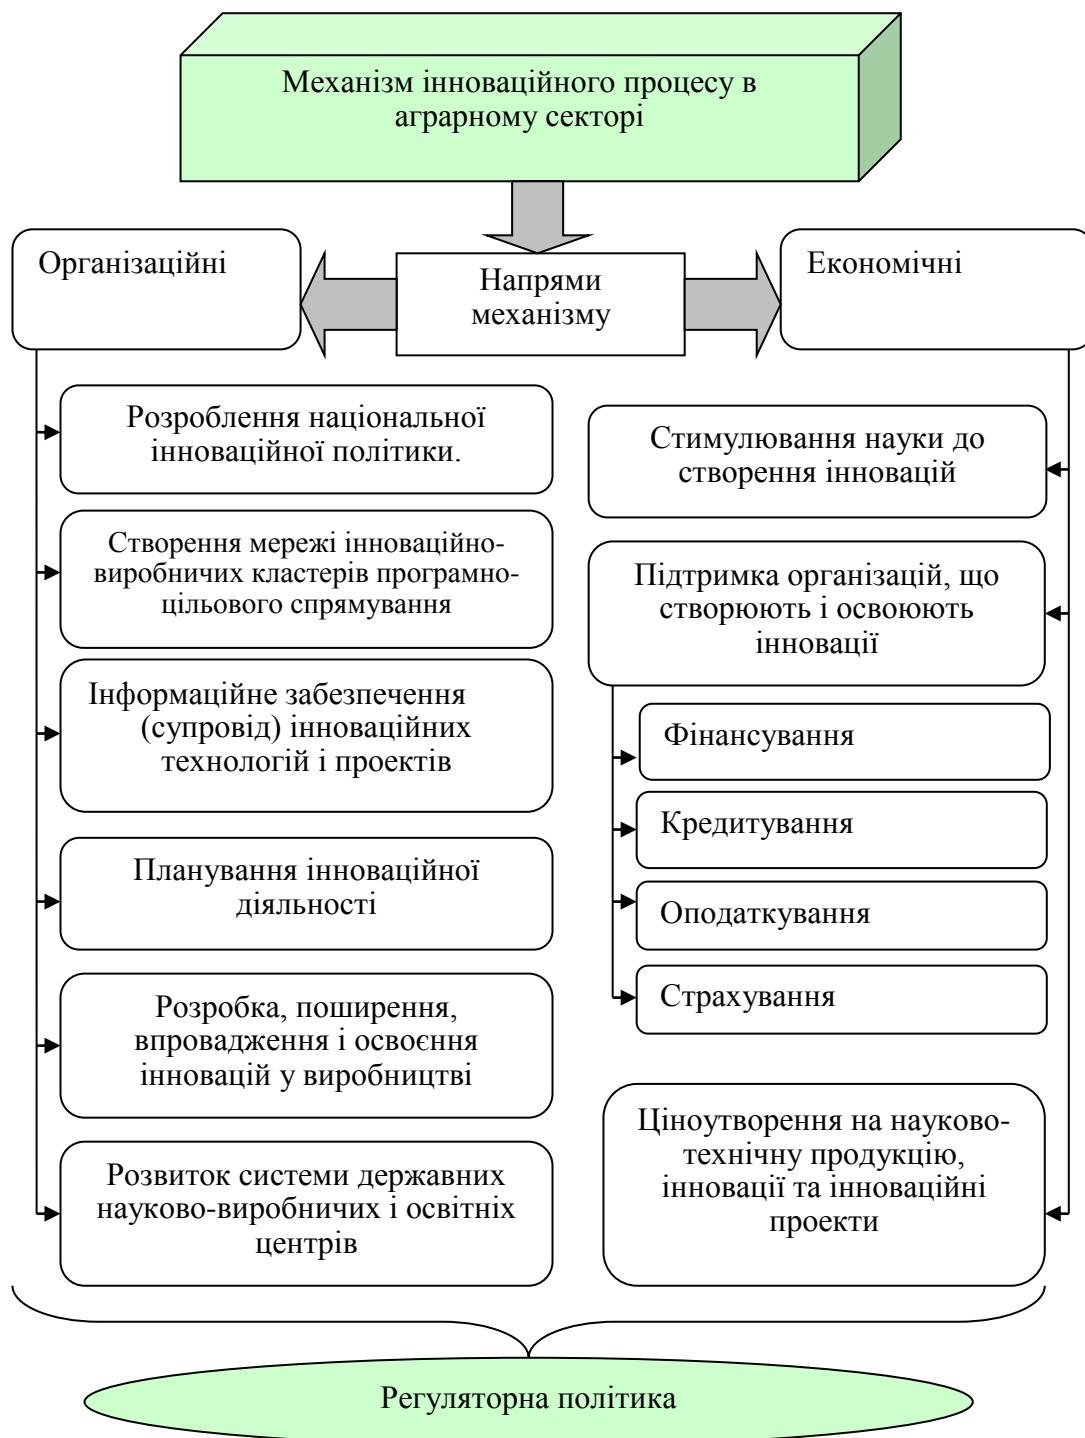 Механізм інноваційного процесу в
аграрному секторі
Організаційні
Напрями
механізму
Економічні
Розроблення національної
інноваційної політики.
Створення мережі інноваційно-
виробничих кластерів програмно-
цільового спрямування
Інформаційне забезпечення
(супровід) інноваційних
технологій і проектів
Планування інноваційної
діяльності
Розробка, поширення,
впровадження і освоєння
інновацій у виробництві
Розвиток системи державних
науково-виробничих і освітніх
центрів
Стимулювання науки до
створення інновацій
Підтримка організацій, що
створюють і освоюють
інновації
Фінансування
Кредитування
Оподаткування
Страхування
Ціноутворення на науково-
технічну продукцію,
інновації та інноваційні
проекти
Регуляторна політика